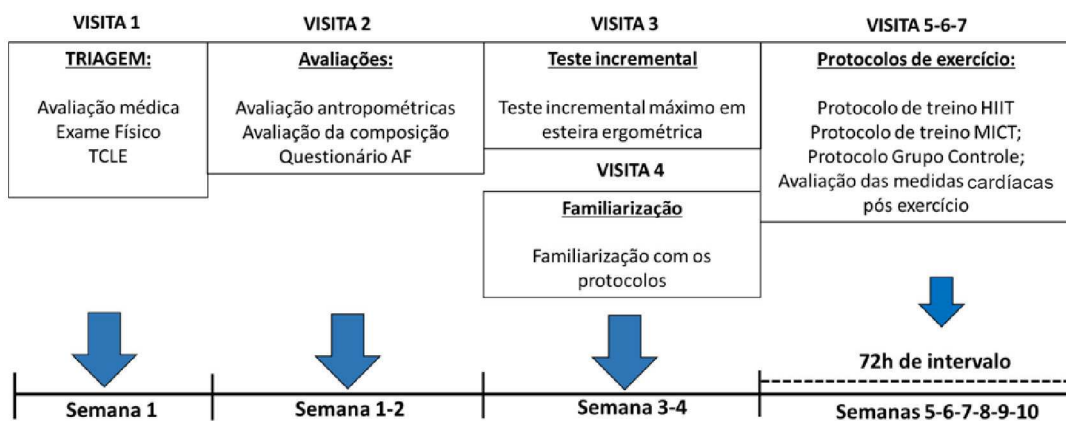 VISITA 1
TRIAGEM:
Avaliação médica
Exame Físico
TCLE
VISITA 2
Avaliações:
Avaliação antropométricas
Avaliação da composição
Questionário AF
VISITA 3
Teste incremental
Teste incremental máximo em
esteira ergométrica
VISITA 4
Familiarização
Familiarização com os
protocolos
VISITA 5-6-7
Protocolos de exercício:
Protocolo de treino HIIT
Protocolo de treino MICT;
Protocolo Grupo Controle;
Avaliação das medidas cardíacas
pós exercício
72h de intervalo
Semana 1
Semana 1-2
Semana 3-4
Semanas 5-6-7-8-9-10